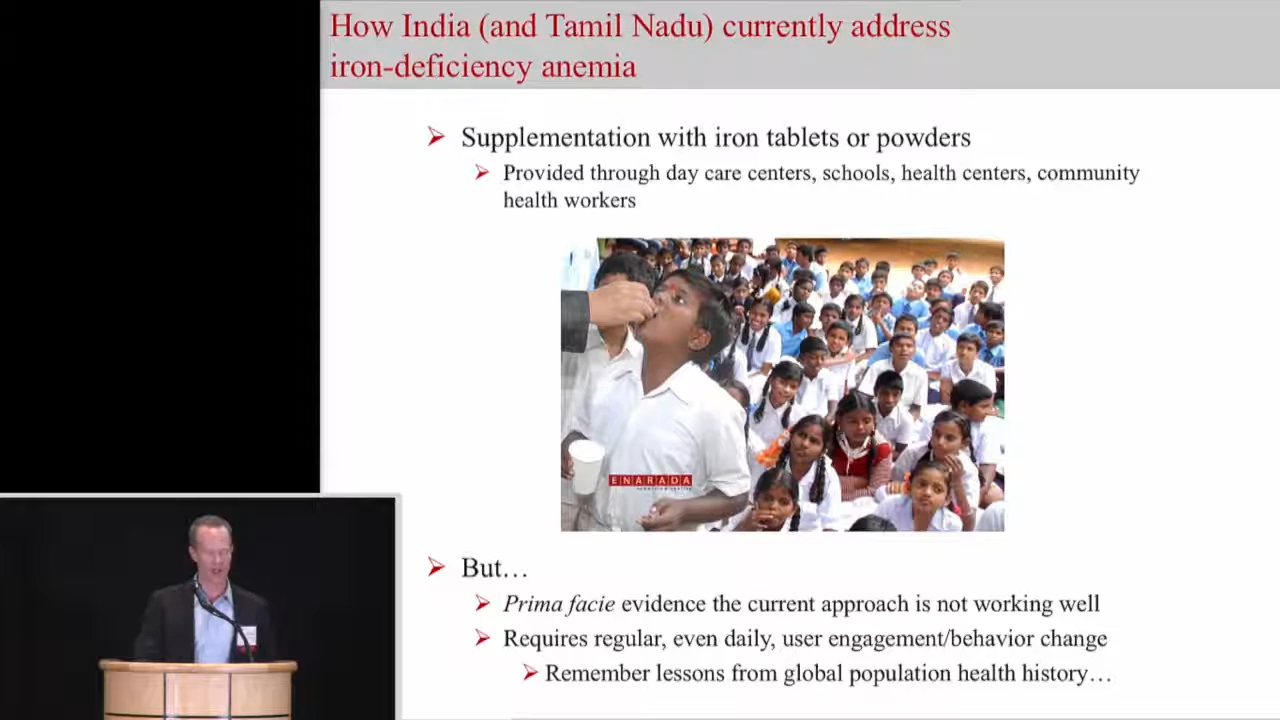 How India (and Tamil Nadu) currently address
iron-deficiency anemia
Supplementation with iron tablets or powders
Provided through day care centers, schools, health centers, community
health workers
ENARADA
But…
Prima facie evidence the current approach is not working well
Requires regular, even daily, user engagement/behavior change
Remember lessons from global population health history…